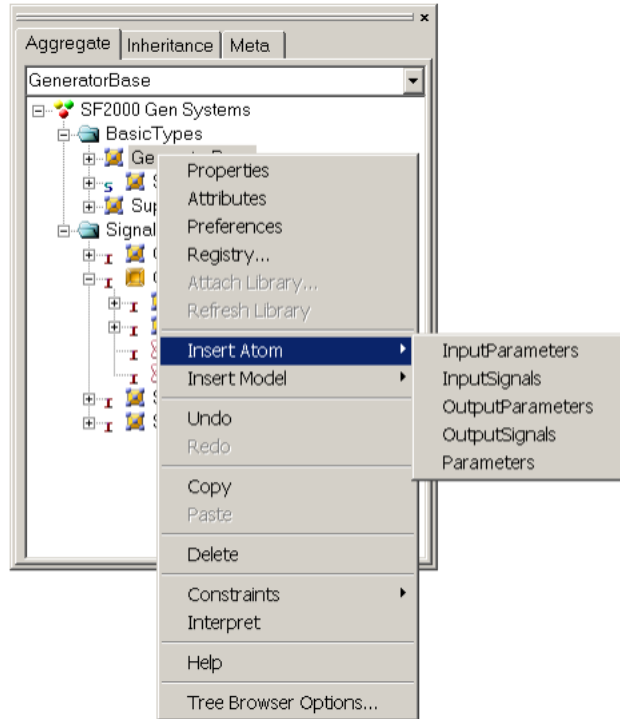 Aggregate Inheritance Meta
GeneratorBase
SF2000 Gen Systems
BasicTypes
Properties
Attributes
Preferences
Registry...
Attach Library...
Refresh Library
Insert Atom
Insert Model
Undo
Redo
Copy
Paste
Delete
Constraints
Interpret
Help
Tree Browser Options...
InputParameters
InputSignals
OutputParameters
OutputSignals
Parameters